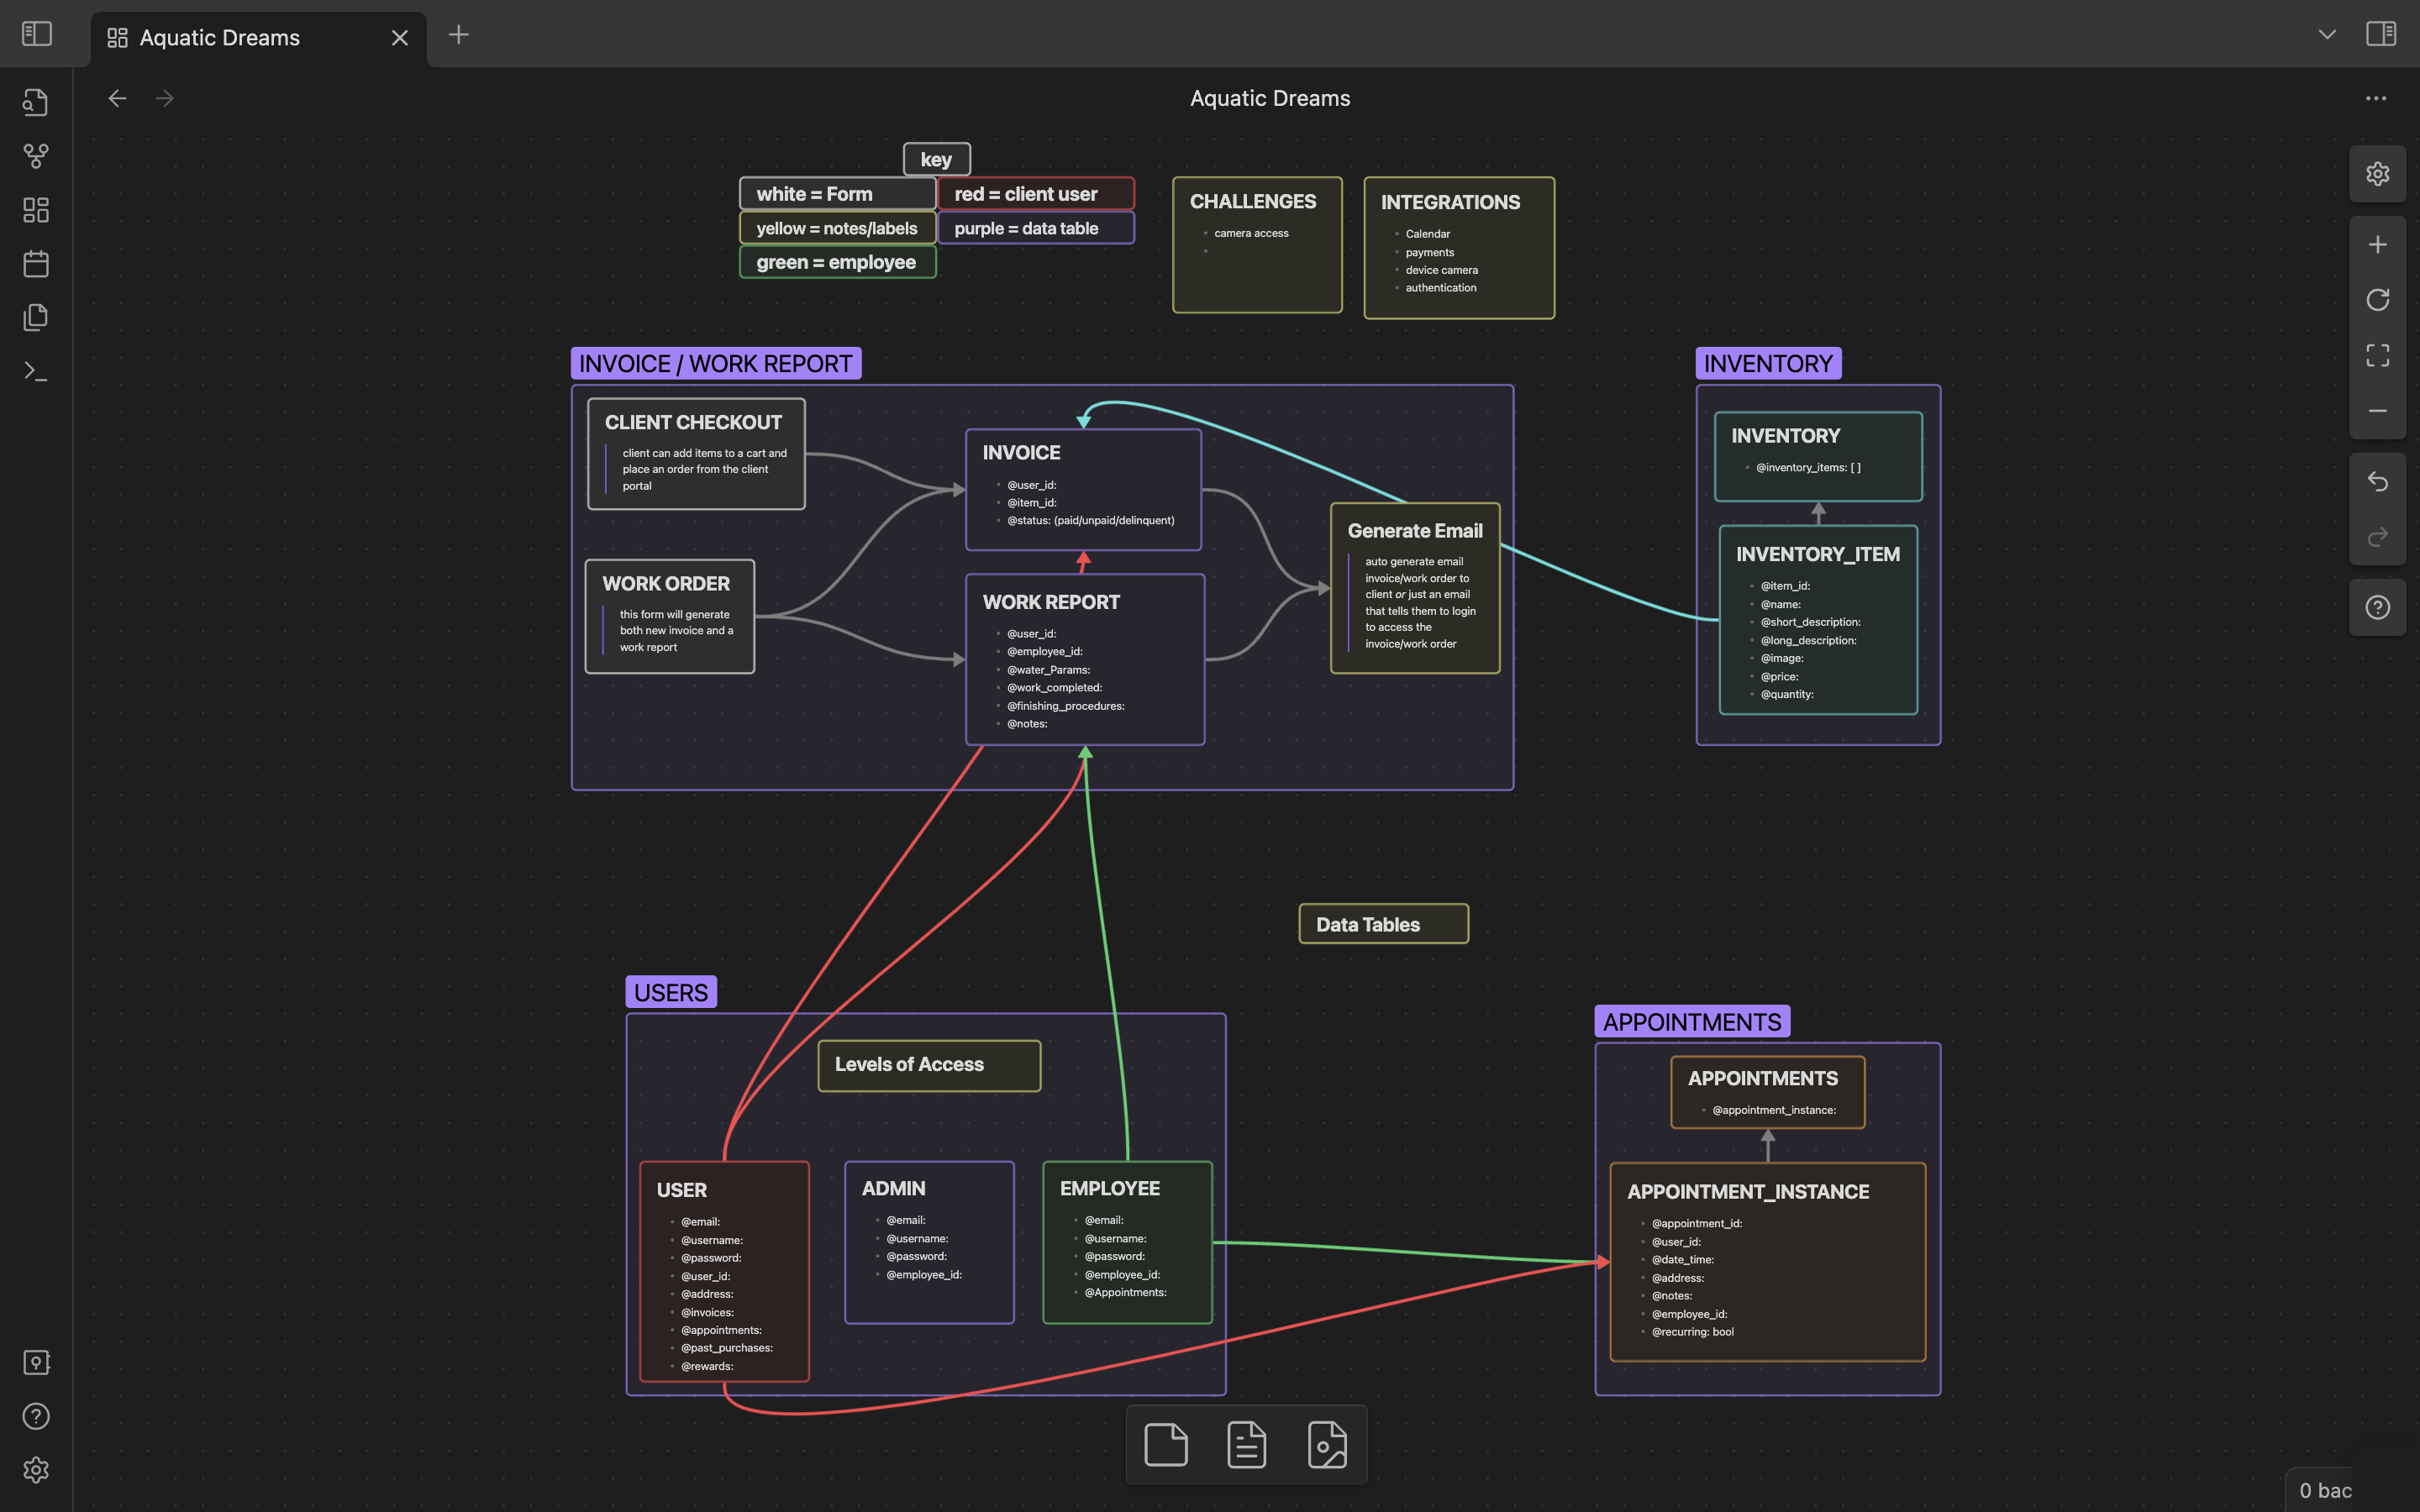 Aquatic Dreams
Aquatic Dreams
key
white = Form
red = client user
yellow = notes/labels
purple = data table
green = employee
CHALLENGES
camera access
INTEGRATIONS
Calendar
payments
device camera
authentication
INVOICE / WORK REPORT
CLIENT CHECKOUT
client can add items to a cart and
place an order from the client
portal
WORK ORDER
this form will generate
both new invoice and a
work report
INVOICE
@user_id:
@item_id:
@status: (paid/unpaid/delinquent)
WORK REPORT
@user_id:
@employee_id:
@water_Params:
@work_completed:
@finishing_procedures:
@notes:
Generate Email
auto generate email
invoice/work order to
client or just an email
that tells them to login
to access the
invoice/work order
INVENTORY
INVENTORY
@inventory_items: [ ]
INVENTORY_ITEM
@item_id:
@name:
@short_description:
@long_description:
@image:
@price:
@quantity:
Data Tables
USERS
Levels of Access
USER
@email:
@username:
@password:
@user_id:
@address:
@invoices:
@appointments:
@past_purchases:
@rewards:
ADMIN
@email:
@username:
@password:
@employee_id:
EMPLOYEE
@email:
@username:
@password:
@employee_id:
@Appointments:
APPOINTMENTS
APPOINTMENTS
@appointment_instance:
APPOINTMENT_INSTANCE
@appointment_id:
@user_id:
@date_time:
@address:
@notes:
@employee_id:
@recurring: bool
0 bac